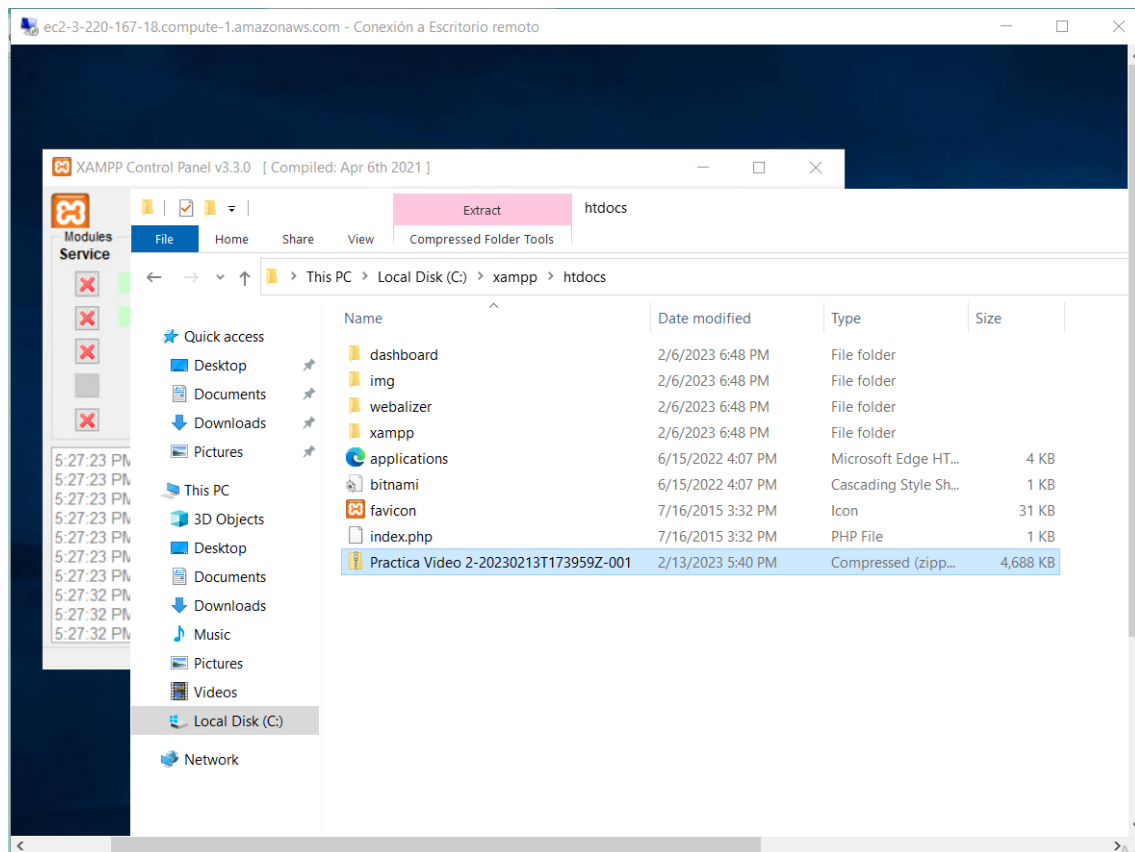 ec2-3-220-167-18.compute-1.amazonaws.com - Conexión a Escritorio remoto
XAMPP Control Panel v3.3.0 [ Compiled: Apr 6th 2021 ]
Extract
htdocs
Modules
Service
File
Home
Share
View
Compressed Folder Tools
This PC > Local Disk (C:) > xampp > htdocs
Name
Date modified
Type
Size
Quick access
Desktop
Documents
Downloads
Pictures
This PC
3D Objects
Desktop
Documents
Downloads
Music
Pictures
Videos
Local Disk (C:)
Network
dashboard 2/6/2023 6:48 PM File folder
img 2/6/2023 6:48 PM File folder
webalizer 2/6/2023 6:48 PM File folder
xampp 2/6/2023 6:48 PM File folder
applications 6/15/2022 4:07 PM Microsoft Edge HT... 4 KB
bitnami 6/15/2022 4:07 PM Cascading Style Sh... 1 KB
favicon 7/16/2015 3:32 PM Icon 31 KB
index.php 7/16/2015 3:32 PM PHP File 1 KB
Practica Video 2-20230213T173959Z-001 2/13/2023 5:40 PM Compressed (zipp... 4,688 KB
5:27:23 PM
5:27:23 PM
5:27:23 PM
5:27:23 PM
5:27:23 PM
5:27:23 PM
5:27:23 PM
5:27:32 PM
5:27:32 PM
5:27:32 PM